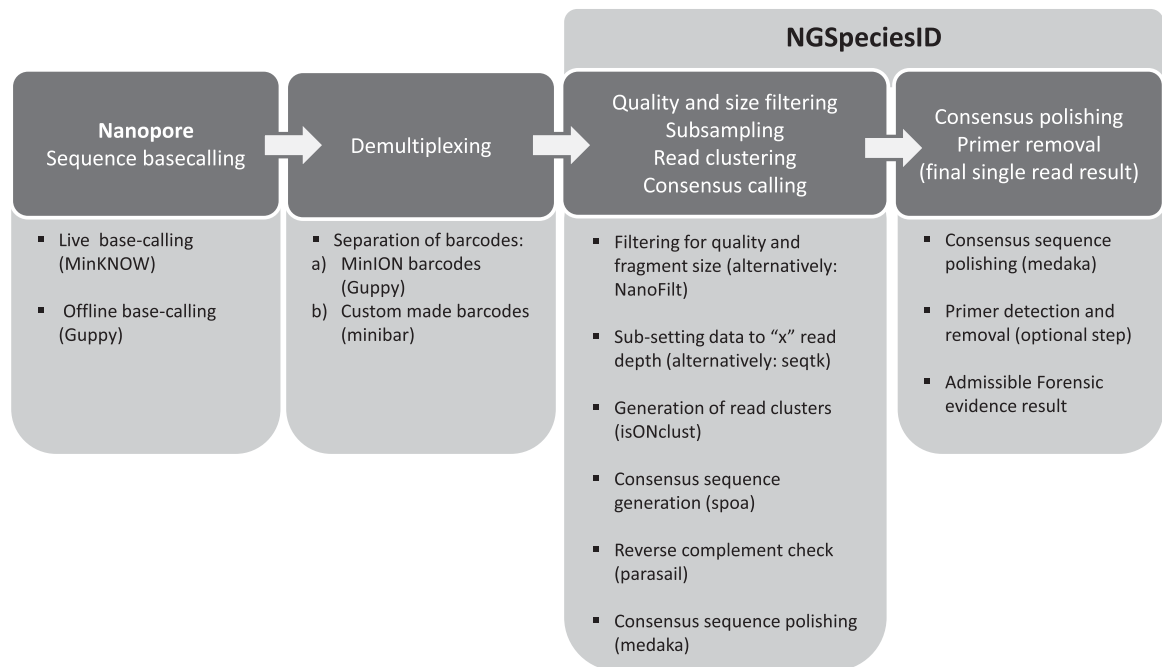 NGSpeciesID
Nanopore
Sequence basecalling
Demultiplexing
Quality and size filtering
Subsampling
Read clustering
Consensus calling
Consensus polishing
Primer removal
(final single read result)
▪ Live base-calling
(MinKNOW)
▪ Offline base-calling
(Guppy)
▪ Separation of barcodes:
a) MinION barcodes
(Guppy)
b) Custom made barcodes
(minibar)
▪ Filtering for quality and
fragment size (alternatively:
NanoFilt)
▪ Sub-setting data to “x” read
depth (alternatively: seqtk)
▪ Generation of read clusters
(isONclust)
▪ Consensus sequence
generation (spoa)
▪ Reverse complement check
(parasail)
▪ Consensus sequence polishing
(medaka)
▪ Consensus sequence
polishing (medaka)
▪ Primer detection and
removal (optional step)
▪ Admissible Forensic
evidence result